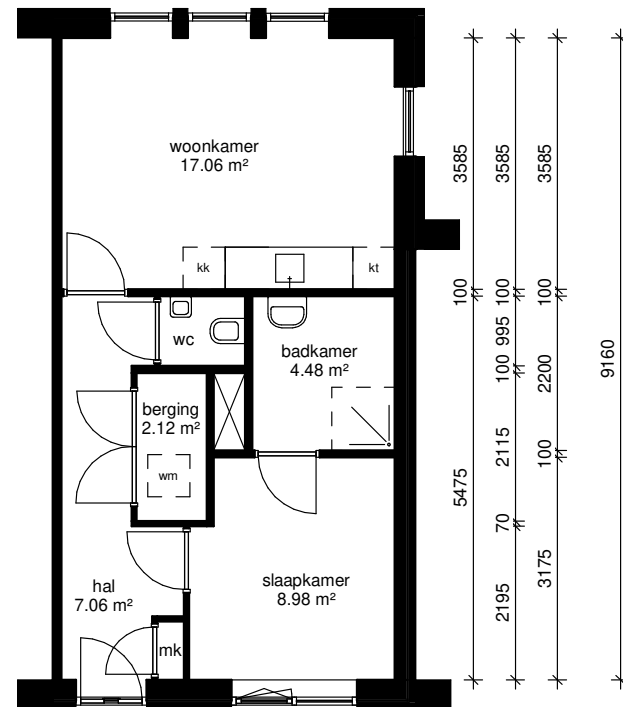 woonkamer
17.06 m²
kk
kt
wc
badkamer
4.48 m²
berging
2.12 m²
wm
hal
7.06 m²
slaapkamer
8.98 m²
mk
3585
100
5475
3585
100
995
100
2115
70
2195
3585
100
2200
100
3175
9160